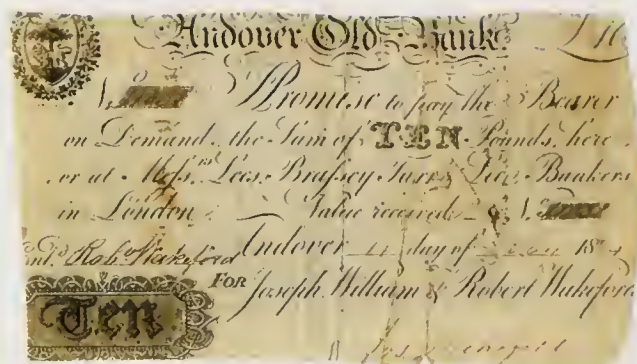 Andover Old Bank £10
Promise to pay the Bearer
on Demand the Sum of TEN Pounds, here
or at Messrs. Lees, Brassey, Farr & Lee, Bankers
in London Value received
Ent.d Rob. Wakeford Andover day of 18
FOR Joseph, William & Robert Wakeford
Ten